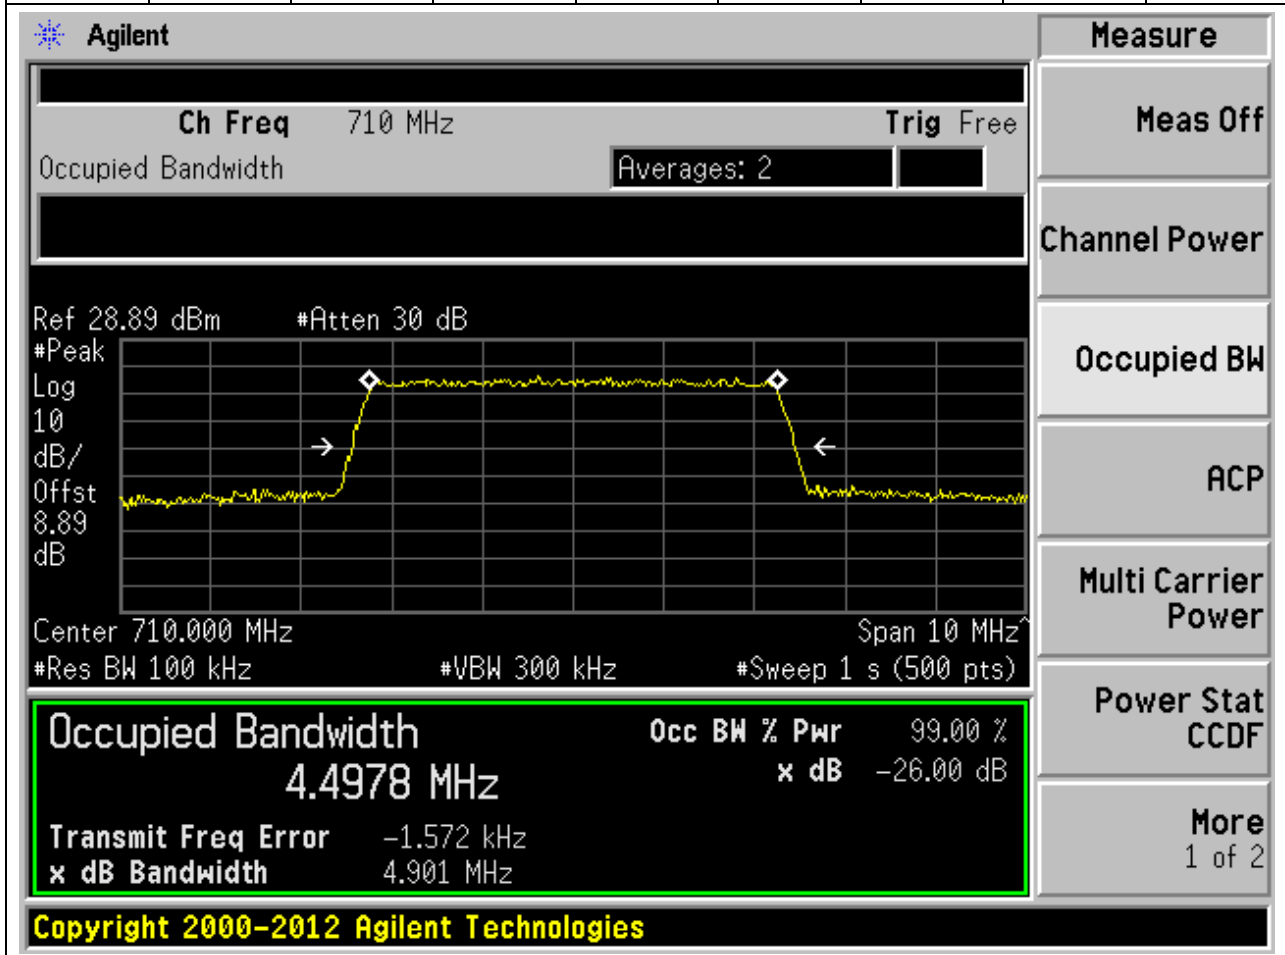 Agilent
Measure
Ch Freq 710 MHz Trig Free
Meas Off
Occupied Bandwidth Averages: 2
Channel Power
Ref 28.89 dBm #Atten 30 dB
#Peak
Log
10
dB/
Offst
8.89
dB
Occupied BW
ACP
Center 710.000 MHz Span 10 MHz^
#Res BW 100 kHz #VBW 300 kHz #Sweep 1 s (500 pts)
Multi Carrier
Power
Occupied Bandwidth Occ BW % Pwr 99.00 %
4.4978 MHz x dB -26.00 dB
Power Stat
CCDF
Transmit Freq Error -1.572 kHz
x dB Bandwidth 4.901 MHz
More
1 of 2
Copyright 2000-2012 Agilent Technologies